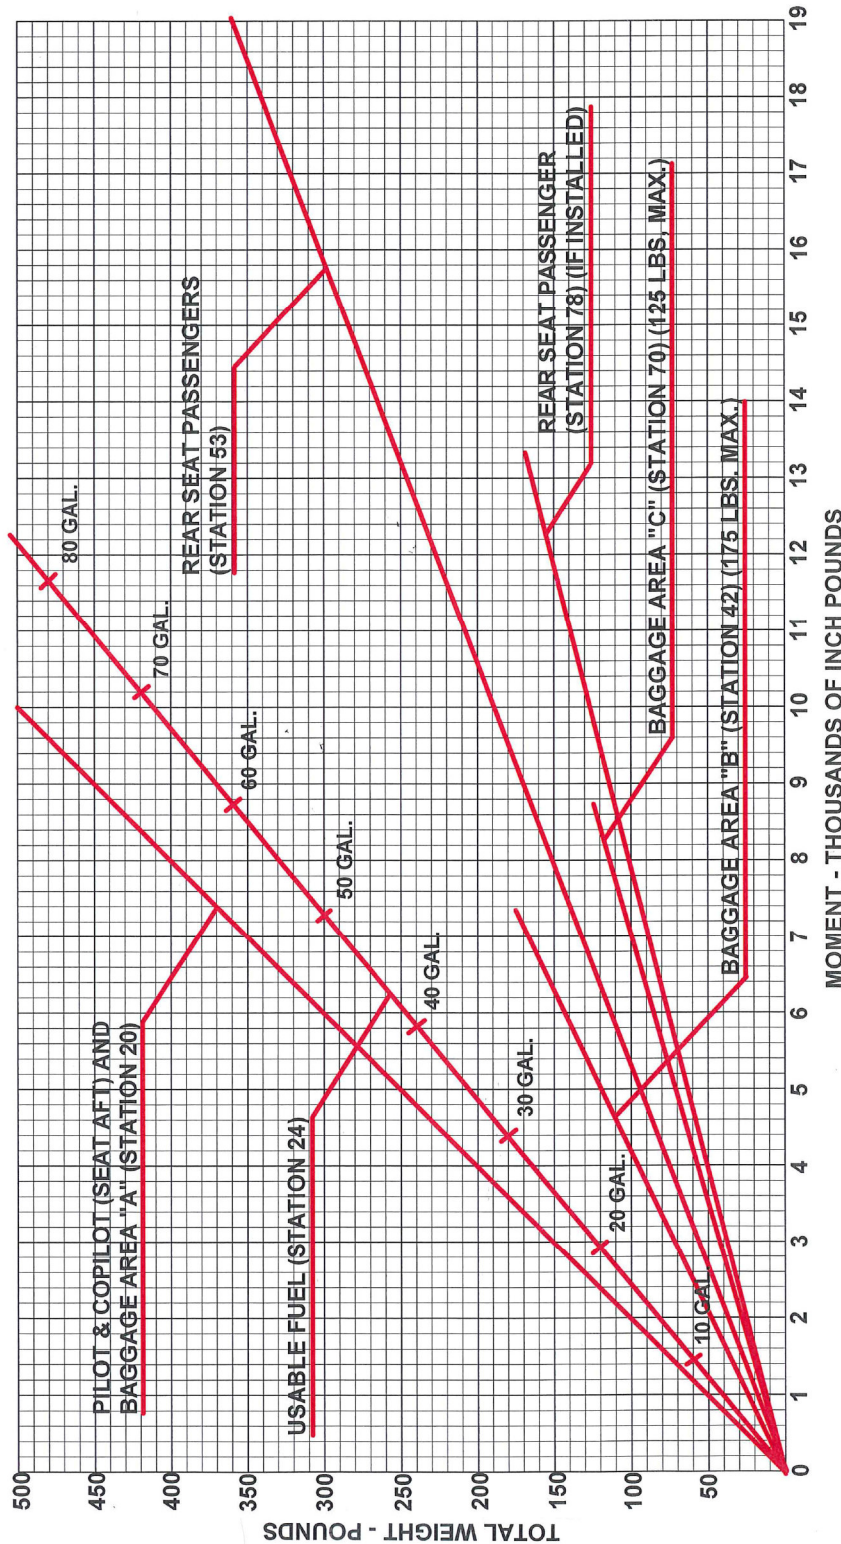 TOTAL WEIGHT - POUNDS
500
450
400
350
300
250
200
150
100
50
PILOT & COPILOT (SEAT AFT) AND
BAGGAGE AREA "A" (STATION 20)
USABLE FUEL (STATION 24)
10 GAL.
20 GAL.
30 GAL.
40 GAL.
50 GAL.
60 GAL.
70 GAL.
80 GAL.
REAR SEAT PASSENGERS
(STATION 53)
REAR SEAT PASSENGER
(STATION 78) (IF INSTALLED)
BAGGAGE AREA "C" (STATION 70) (125 LBS, MAX.)
BAGGAGE AREA "B" (STATION 42) (175 LBS. MAX.)
0 1 2 3 4 5 6 7 8 9 10 11 12 13 14 15 16 17 18 19
MOMENT - THOUSANDS OF INCH POUNDS